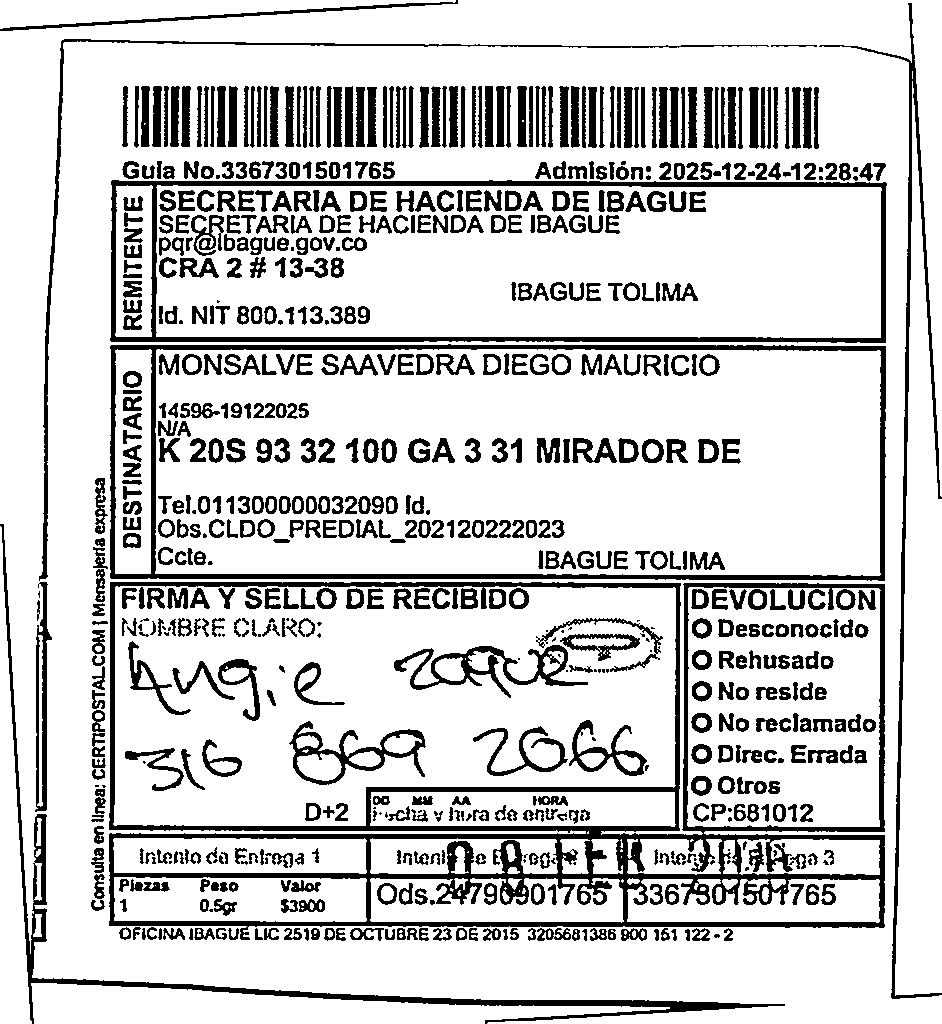 Guia No.3367301501765 Admisión: 2025-12-24-12:28:47
REMITENTE
SECRETARIA DE HACIENDA DE IBAGUE
SECRETARIA DE HACIENDA DE IBAGUE
pqr@ibague.gov.co
CRA 2 # 13-38
IBAGUE TOLIMA
Id. NIT 800.113.389
DESTINATARIO
MONSALVE SAAVEDRA DIEGO MAURICIO
14596-19122025
N/A
K 20S 93 32 100 GA 3 31 MIRADOR DE
Tel.011300000032090 Id.
Obs.CLDO_PREDIAL_202120222023
Ccte. IBAGUE TOLIMA
Consulta en línea: CERTIPOSTAL.COM | Mensajería expresa
FIRMA Y SELLO DE RECIBIDO
NOMBRE CLARO:
Angie
316 869 2066
D+2
DD MM AA HORA
Fecha y hora de entrega
DEVOLUCION
Desconocido
Rehusado
No reside
No reclamado
Direc. Errada
Otros
CP:681012
Intento de Entrega 1 Intento de Entrega 2 Intento de Entrega 3
Piezas Peso Valor
1 0.5gr $3900
Ods.24790901765 3367301501765
OFICINA IBAGUE LIC 2519 DE OCTUBRE 23 DE 2015 3205681386 900 151 122 - 2